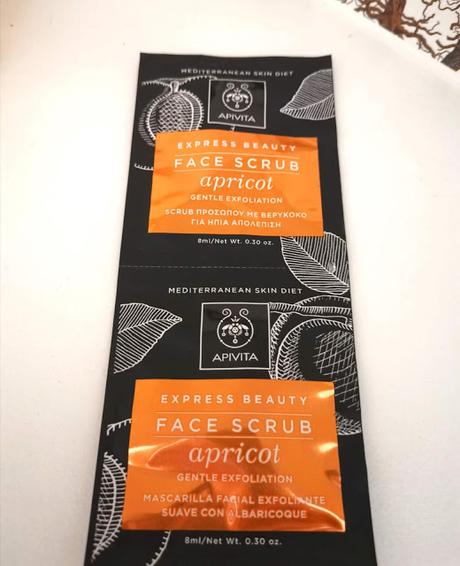 MEDITERRANEAN SKIN DIET
APIVITA
EXPRESS BEAUTY
FACE SCRUB
apricot
GENTLE EXFOLIATION
SCRUB ΠΡΟΣΩΠΟΥ ΜΕ ΒΕΡΥΚΟΚΟ
ΓΙΑ ΗΠΙΑ ΑΠΟΛΕΠΙΣΗ
8ml/Net Wt. 0.30 oz.
MEDITERRANEAN SKIN DIET
APIVITA
EXPRESS BEAUTY
FACE SCRUB
apricot
GENTLE EXFOLIATION
MASCARILLA FACIAL EXFOLIANTE
SUAVE CON ALBARICOQUE
8ml/Net Wt. 0.30 oz.